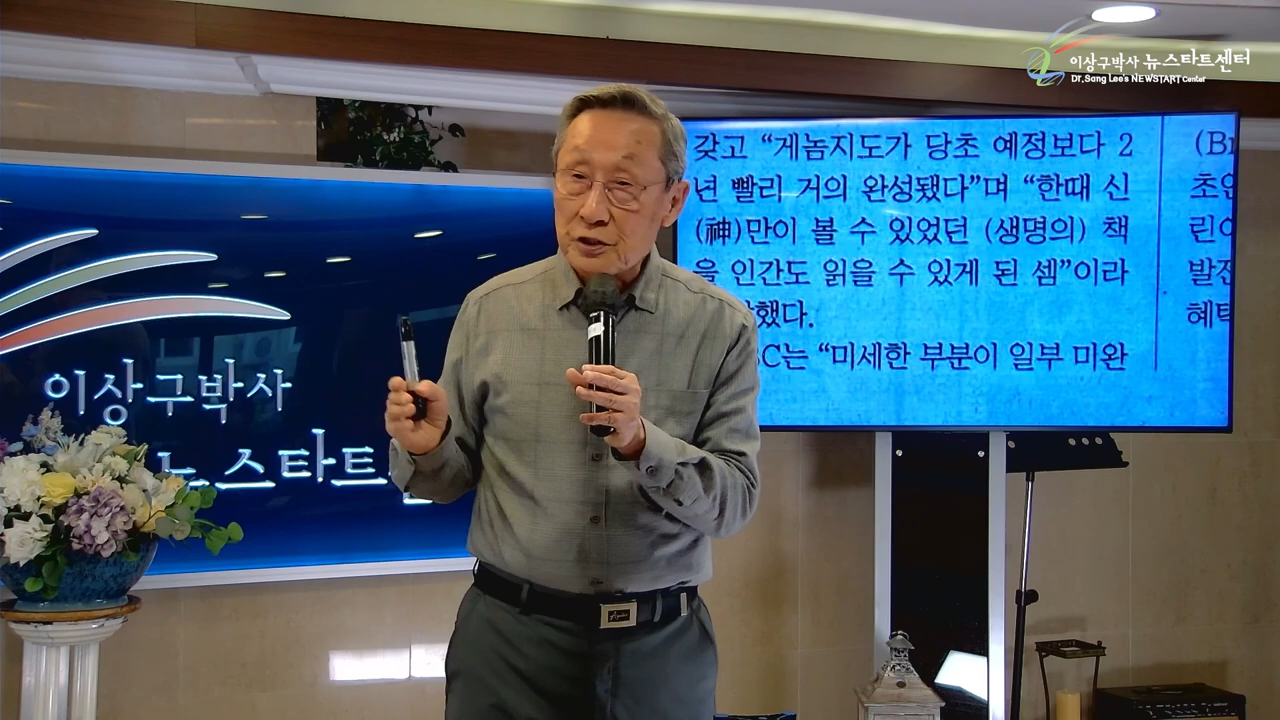 이상구박사 뉴스타트센터
Dr. Sang Lee's NEWSTART Center
갖고 “게놈지도가 당초 예정보다 2
년 빨리 거의 완성됐다”며 “한때 신
(神)만이 볼 수 있었던 (생명의) 책
을 인간도 읽을 수 있게 된 셈”이라
했다.
C는 “미세한 부분이 일부 미완
초
린
발전
혜택
이상구박사
뉴스타트